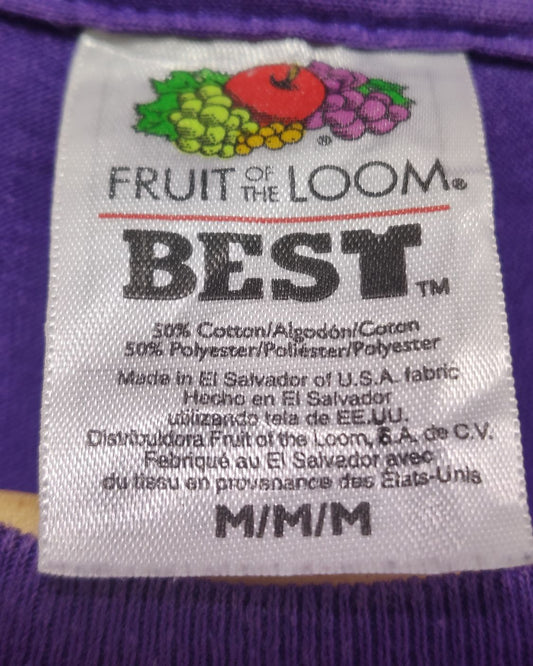 ®
FRUIT OF THE LOOM®
BEST™
50% Cotton/Algodón/Coton
50% Polyester/Poliéster/Polyester
Made in El Salvador of U.S.A. fabric
Hecho en El Salvador
utilizando tela de EE.UU.
Distribuidora Fruit of the Loom, S.A. de C.V.
Fabriqué au El Salvador avec
du tissu en provenance des États-Unis
M/M/M